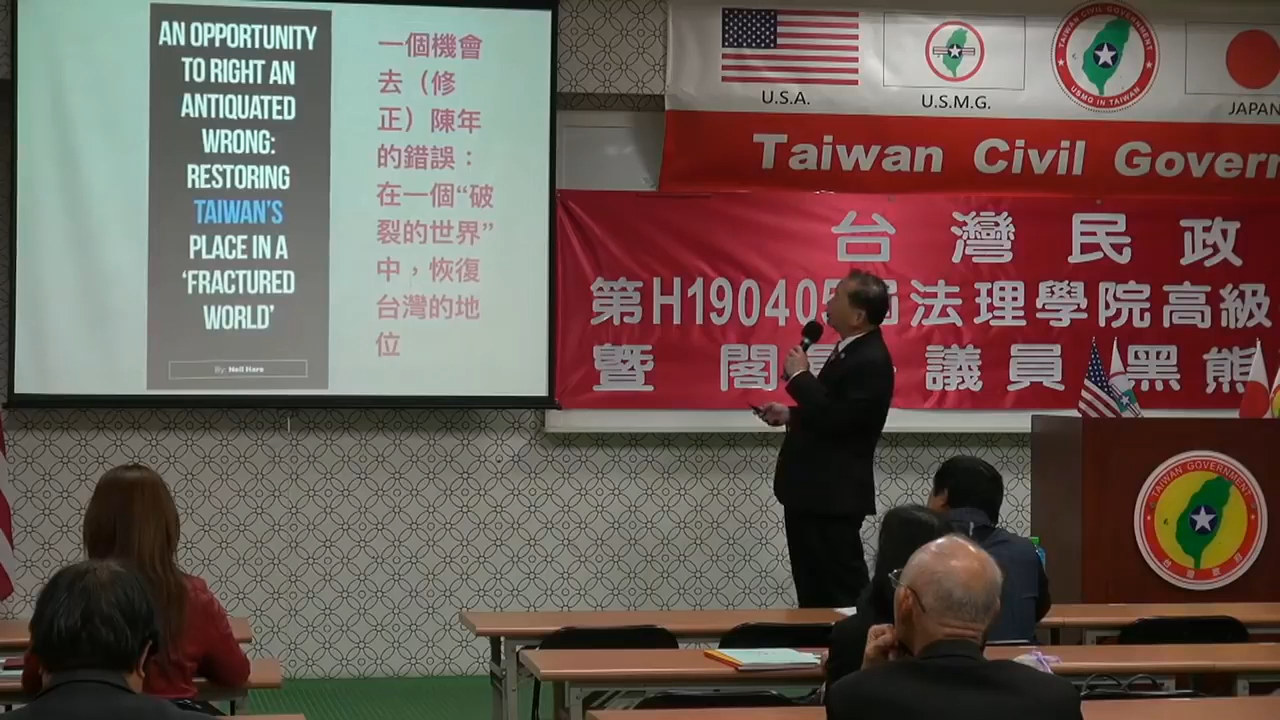 AN OPPORTUNITY
TO RIGHT AN
ANTIQUATED
WRONG:
RESTORING
TAIWAN'S
PLACE IN A
'FRACTURED
WORLD'
By: Neil Hare
一個機會
去（修
正）陳年
的錯誤：
在一個“破
裂的世界”
中，恢復
台灣的地
位
U.S.A.
U.S.M.G.
TAIWAN CIVIL GOVERNMENT
USMG IN TAIWAN
JAPAN
Taiwan Civil Govern
台灣民政
第H190405 法理學院高級
暨 閣 議員黑熊
TAIWAN GOVERNMENT